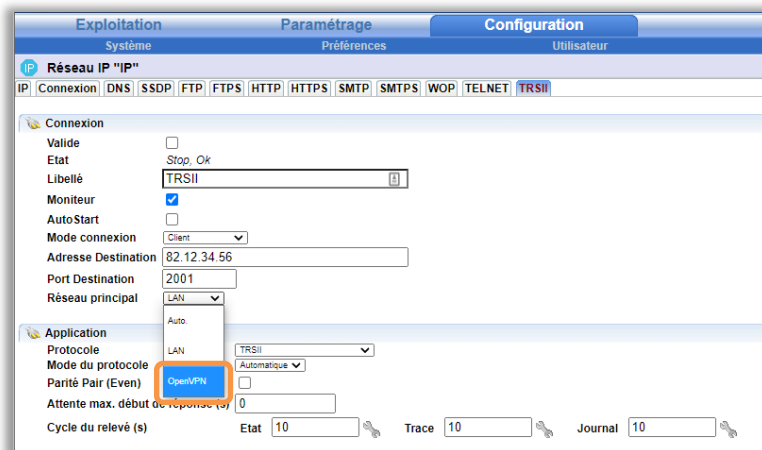 Exploitation Paramétrage Configuration
Système Préférences Utilisateur
IP Réseau IP "IP"
IP Connexion DNS SSDP FTP FTPS HTTP HTTPS SMTP SMTPS WOP TELNET TRSII
Connexion
Valide
Etat Stop, Ok
Libellé TRSII
Moniteur
AutoStart
Mode connexion Client
Adresse Destination 82.12.34.56
Port Destination 2001
Réseau principal LAN
Auto.
Application
Protocole LAN TRSII
Mode du protocole Automatique
Parité Pair (Even) OpenVPN
Attente max. début de réponse (s) 0
Cycle du relevé (s) Etat 10 Trace 10 Journal 10